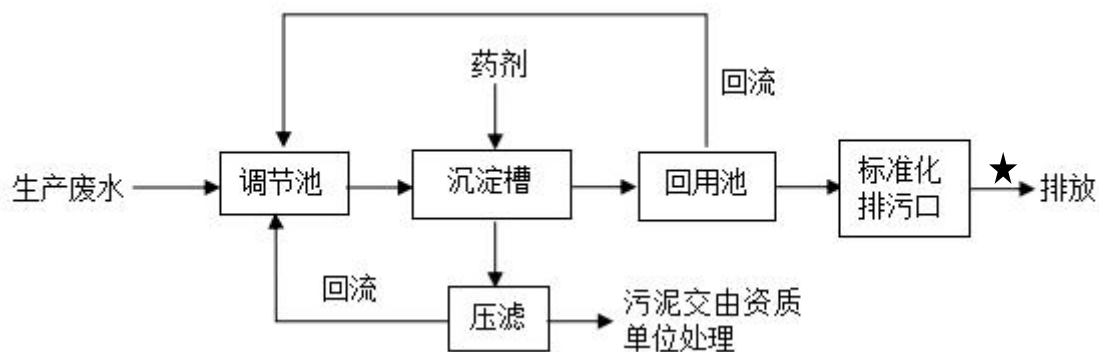 药剂
回流
生产废水
调节池
沉淀槽
回用池
标准化
排污口
★
排放
回流
压滤
污泥交由资质
单位处理